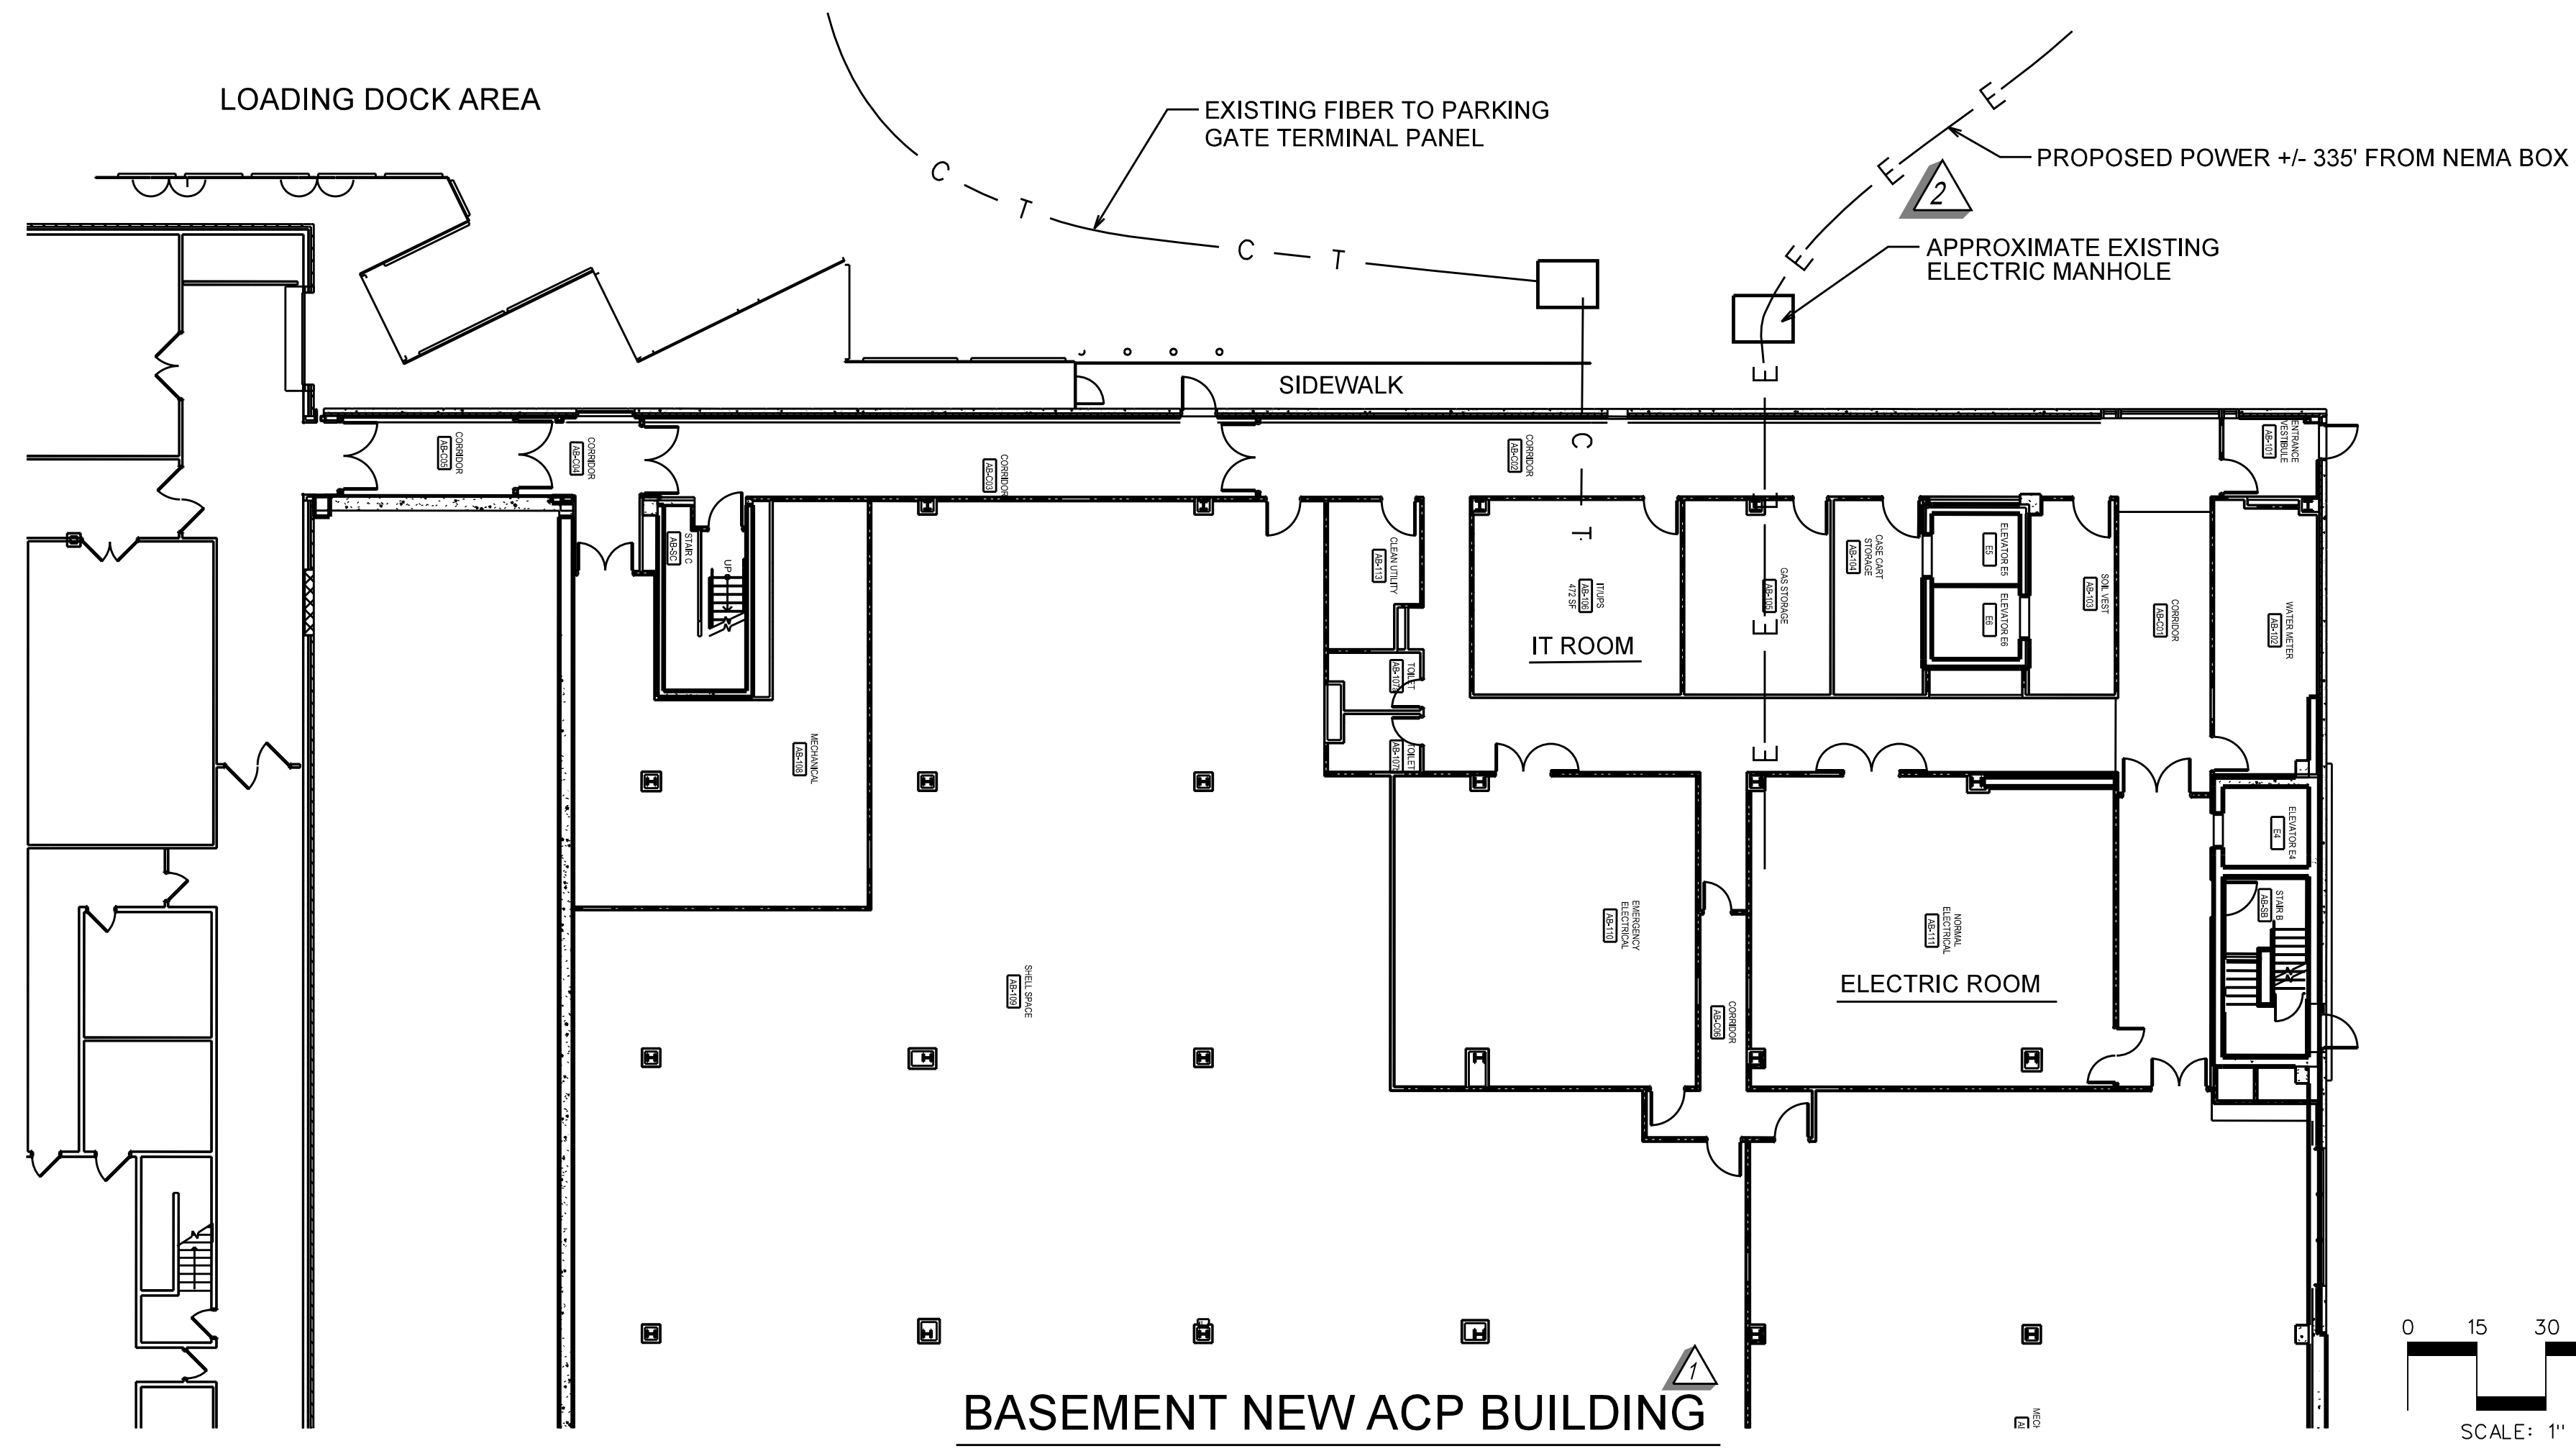 LOADING DOCK AREA
EXISTING FIBER TO PARKING
GATE TERMINAL PANEL
PROPOSED POWER +/- 335' FROM NEMA BOX
2
APPROXIMATE EXISTING
ELECTRIC MANHOLE
C
T
C
T
E
E
E
E
SIDEWALK
CORRIDOR
AB-C05
CORRIDOR
AB-C04
CORRIDOR
AB-C03
CORRIDOR
AB-C02
C
T
ENTRANCE
VESTIBULE
AB-101
STAIR C
AB-SC
UP
CLEAN UTILITY
AB-113
IT/UPS
AB-106
472 SF
IT ROOM
GAS STORAGE
AB-105
E
E
E
CASE CART
STORAGE
AB-104
ELEVATOR E5
E5
ELEVATOR E6
E6
SOIL VEST
AB-103
CORRIDOR
AB-C01
WATER METER
AB-102
TOILET
TOILET
MECHANICAL
AB-108
ELEVATOR E4
E4
STAIR B
AB-SB
EMERGENCY
ELECTRICAL
AB-110
NORMAL
ELECTRICAL
AB-111
ELECTRIC ROOM
SHELL SPACE
AB-109
CORRIDOR
AB-C06
1
BASEMENT NEW ACP BUILDING
0 15 30
SCALE: 1"